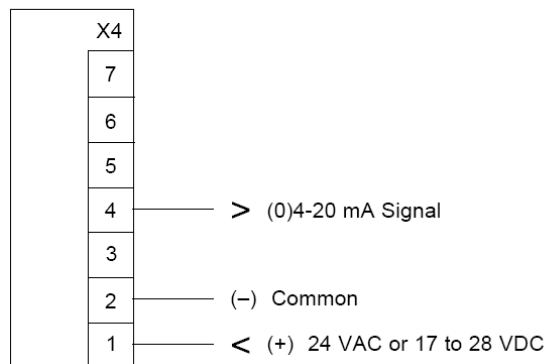 X4
7
6
5
4 > (0)4-20 mA Signal
3
2 (–) Common
1 < (+) 24 VAC or 17 to 28 VDC